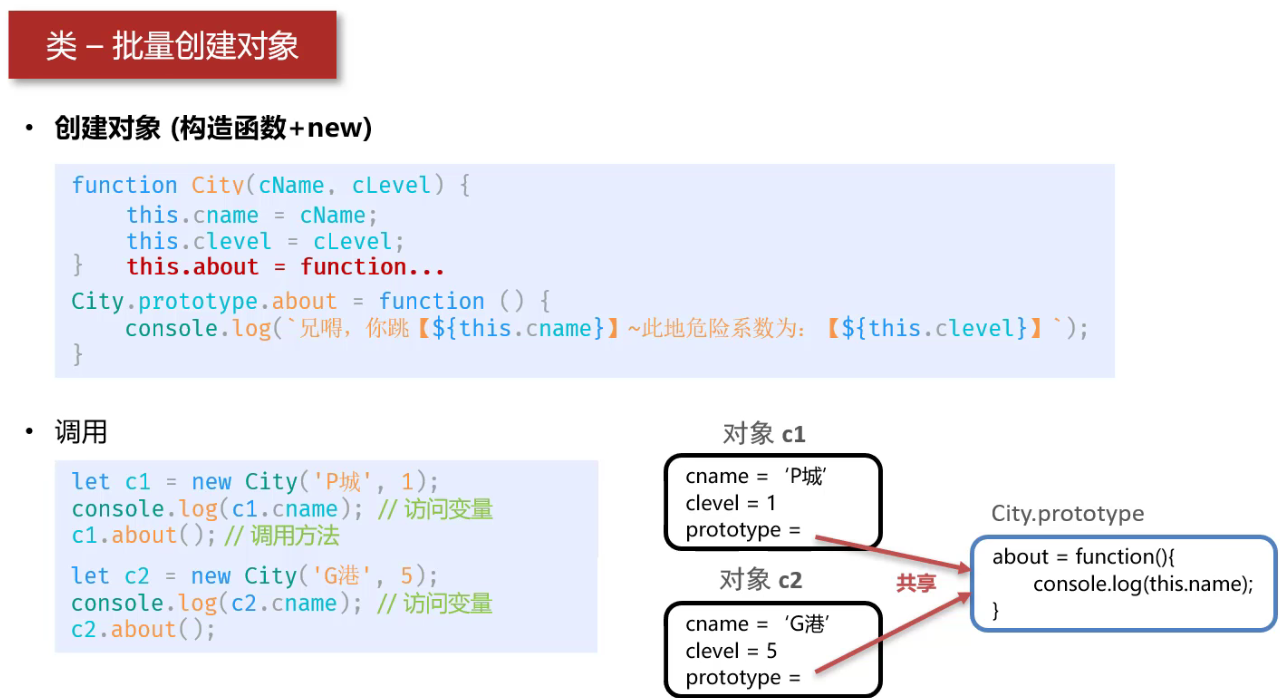 类 – 批量创建对象
• 创建对象 (构造函数+new)
function City(cName, cLevel) {
this.cname = cName;
this.clevel = cLevel;
} this.about = function...
City.prototype.about = function () {
console.log(`兄嘚，你跳【${this.cname}】~此地危险系数为：【${this.clevel}】`);
}
• 调用
let c1 = new City('P城', 1);
console.log(c1.cname); // 访问变量
c1.about(); // 调用方法
let c2 = new City('G港', 5);
console.log(c2.cname); // 访问变量
c2.about();
对象 c1
cname = ‘P城’
clevel = 1
prototype =
对象 c2
cname = ‘G港’
clevel = 5
prototype =
共享
City.prototype
about = function(){
console.log(this.name);
}